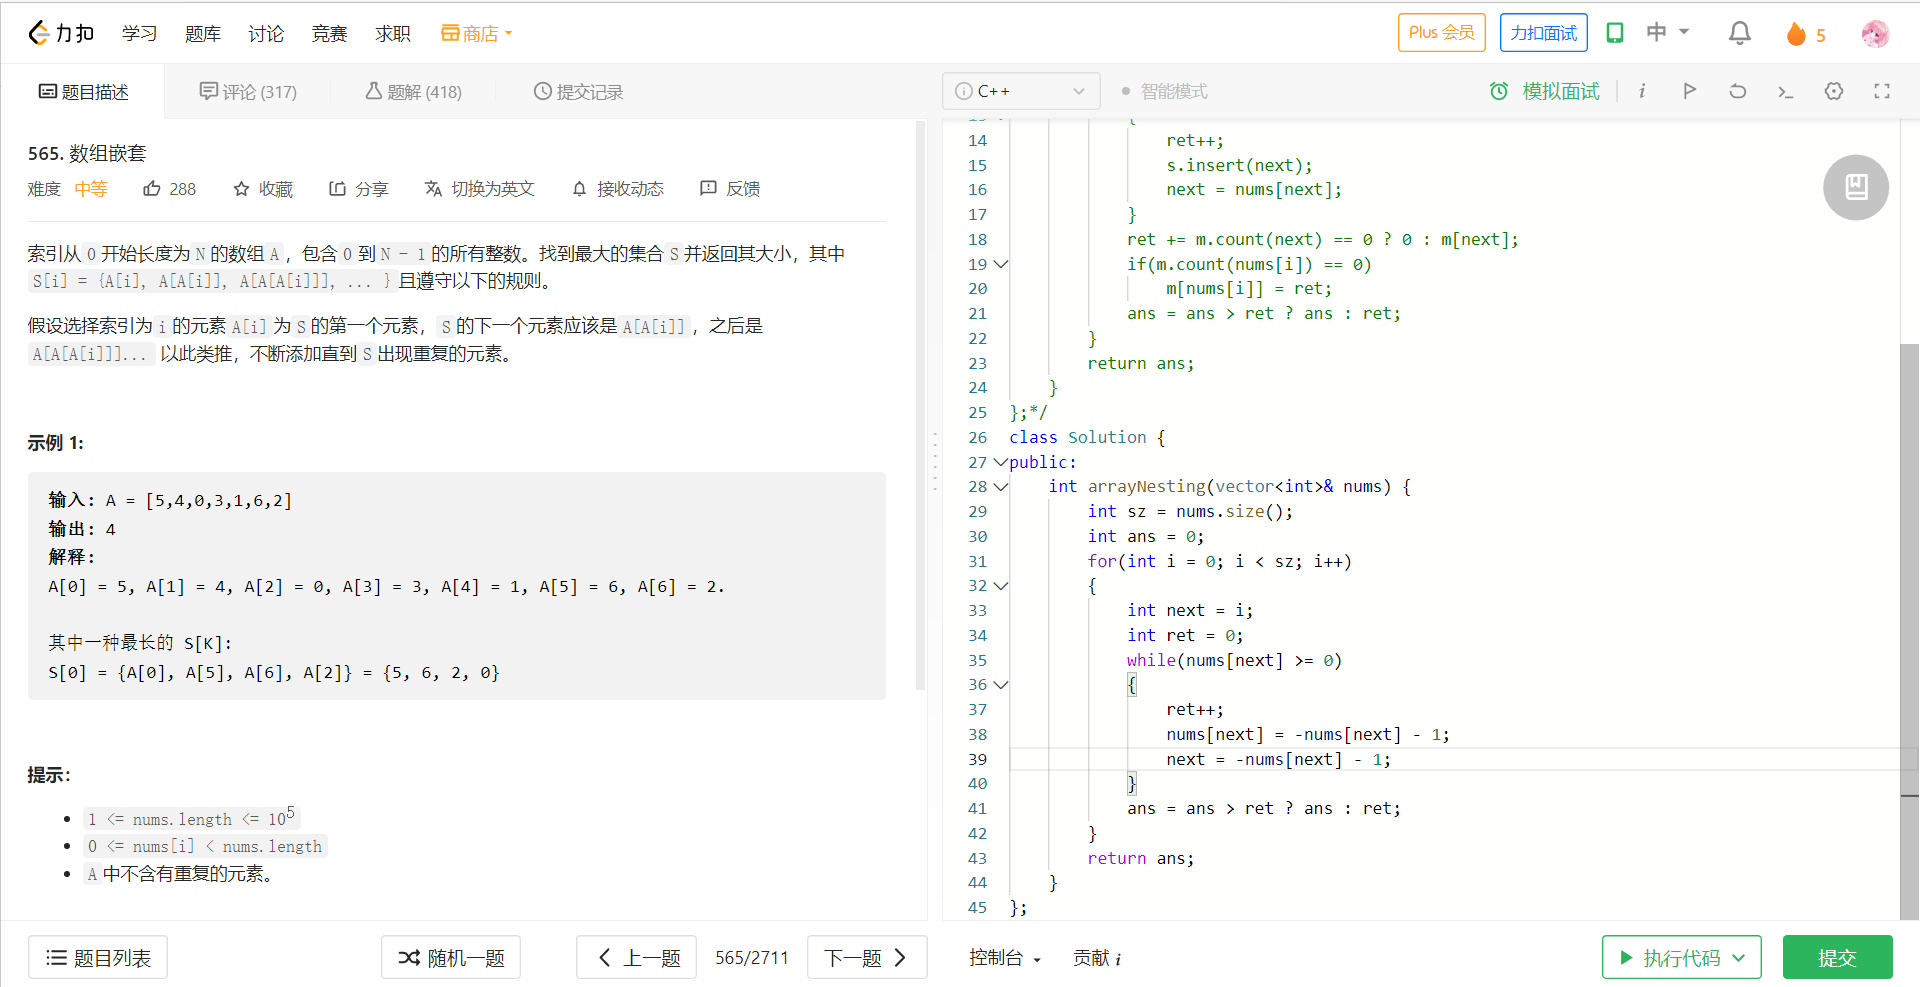 力扣 学习 题库 讨论 竞赛 求职 商店 Plus 会员 力扣面试 中 5
题目描述 评论 (317) 题解 (418) 提交记录
565. 数组嵌套
难度 中等 288 收藏 分享 切换为英文 接收动态 反馈
索引从 0 开始长度为 N 的数组 A ，包含 0 到 N - 1 的所有整数。找到最大的集合 S 并返回其大小，其中
S[i] = {A[i], A[A[i]], A[A[A[i]]], ... } 且遵守以下的规则。
假设选择索引为 i 的元素 A[i] 为 S 的第一个元素， S 的下一个元素应该是 A[A[i]] ，之后是
A[A[A[i]]]... 以此类推，不断添加直到 S 出现重复的元素。
示例 1:
输入: A = [5,4,0,3,1,6,2]
输出: 4
解释:
A[0] = 5, A[1] = 4, A[2] = 0, A[3] = 3, A[4] = 1, A[5] = 6, A[6] = 2.
其中一种最长的 S[K]:
S[0] = {A[0], A[5], A[6], A[2]} = {5, 6, 2, 0}
提示：
1 <= nums.length <= 10⁵
0 <= nums[i] < nums.length
A 中不含有重复的元素。
题目列表 随机一题 上一题 565/2711 下一题
C++ 智能模式 模拟面试 i
{
14 ret++;
15 s.insert(next);
16 next = nums[next];
17 }
18 ret += m.count(next) == 0 ? 0 : m[next];
19 if(m.count(nums[i]) == 0)
20 m[nums[i]] = ret;
21 ans = ans > ret ? ans : ret;
22 }
23 return ans;
24 }
25 };*/
26 class Solution {
27 public:
28 int arrayNesting(vector<int>& nums) {
29 int sz = nums.size();
30 int ans = 0;
31 for(int i = 0; i < sz; i++)
32 {
33 int next = i;
34 int ret = 0;
35 while(nums[next] >= 0)
36 {
37 ret++;
38 nums[next] = -nums[next] - 1;
39 next = -nums[next] - 1;
40 }
41 ans = ans > ret ? ans : ret;
42 }
43 return ans;
44 }
45 };
控制台 贡献 i 执行代码 提交